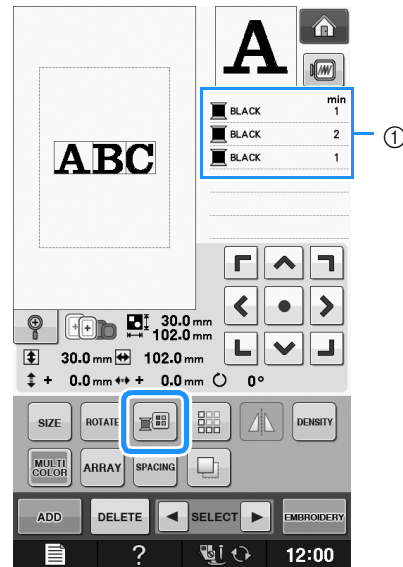 A
min
BLACK 1
BLACK 2
BLACK 1
①
ABC
30.0 mm
102.0 mm
30.0 mm 102.0 mm
+ 0.0 mm + 0.0 mm 0°
SIZE ROTATE DENSITY
MULTI COLOR ARRAY SPACING
ADD DELETE SELECT EMBROIDERY
? 12:00